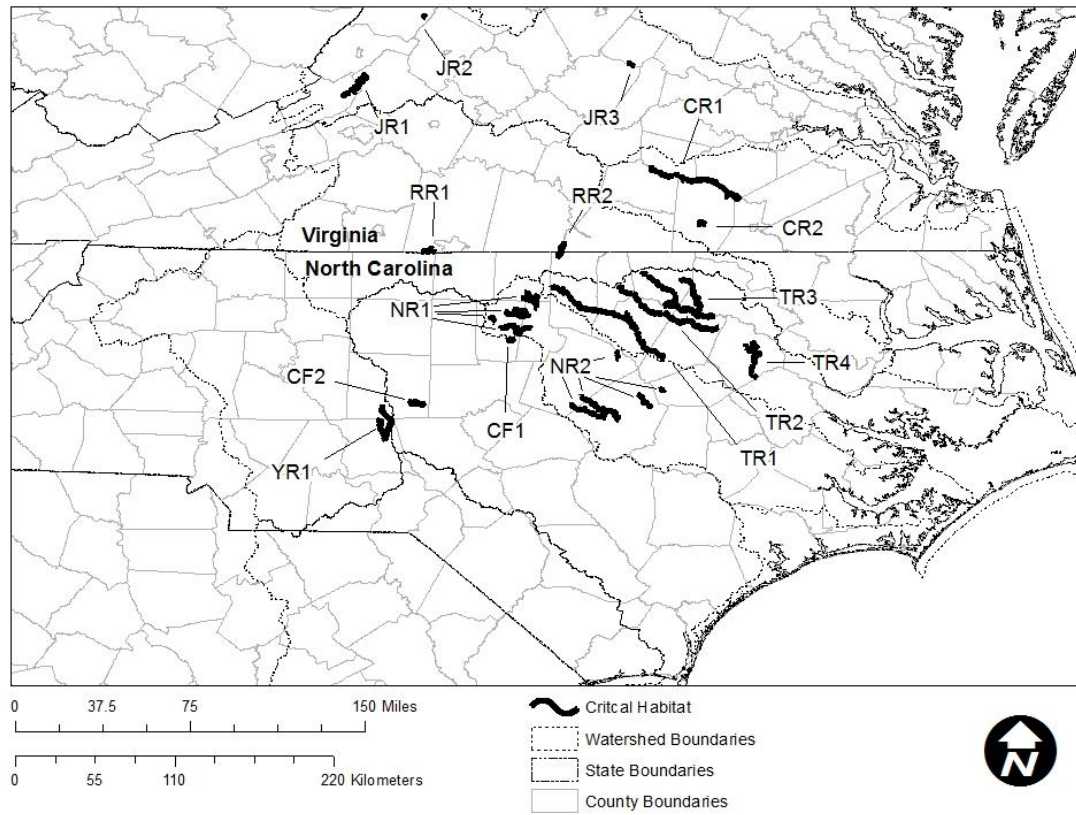 JR2
JR1
JR3
CR1
RR1
RR2
CR2
Virginia
North Carolina
NR1
TR3
TR4
NR2
CF2
CF1
TR2
TR1
YR1
0 37.5 75 150 Miles
0 55 110 220 Kilometers
Critcal Habitat
Watershed Boundaries
State Boundaries
County Boundaries
N